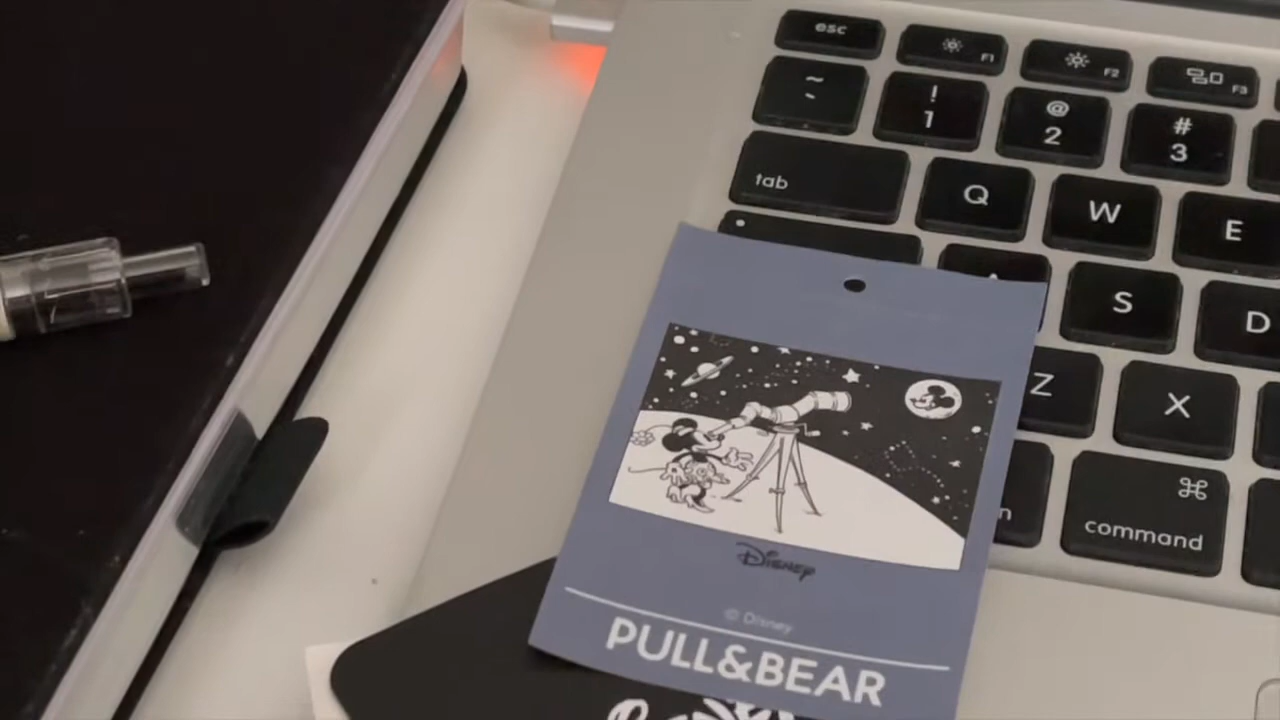 esc
F1
F2
F3
~
`
!
1
@
2
#
3
tab
Q
W
E
S
D
Z
X
⌘
command
Disney
© Disney
PULL&BEAR